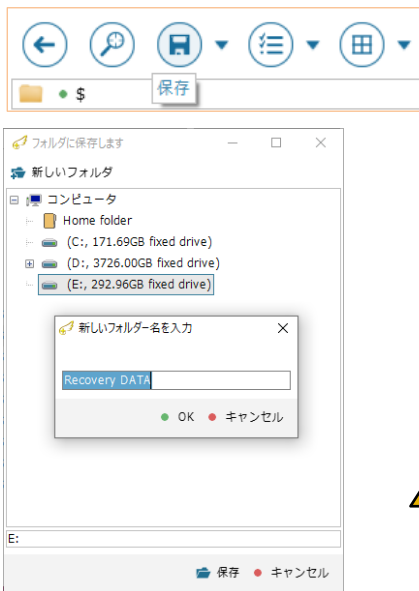 $
保存
フォルダに保存します
新しいフォルダ
コンピュータ
Home folder
(C:, 171.69GB fixed drive)
(D:, 3726.00GB fixed drive)
(E:, 292.96GB fixed drive)
新しいフォルダー名を入力
Recovery DATA
OK キャンセル
E:
保存 キャンセル